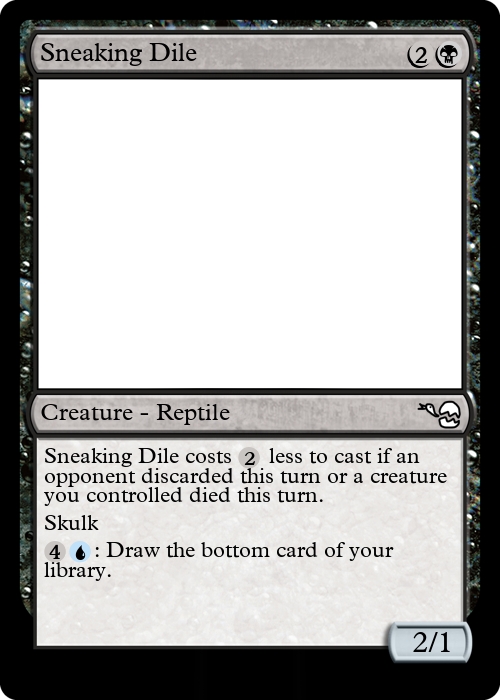 Sneaking Dile 2
Creature - Reptile
Sneaking Dile costs 2 less to cast if an
opponent discarded this turn or a creature
you controlled died this turn.
Skulk
4 : Draw the bottom card of your
library.
2/1